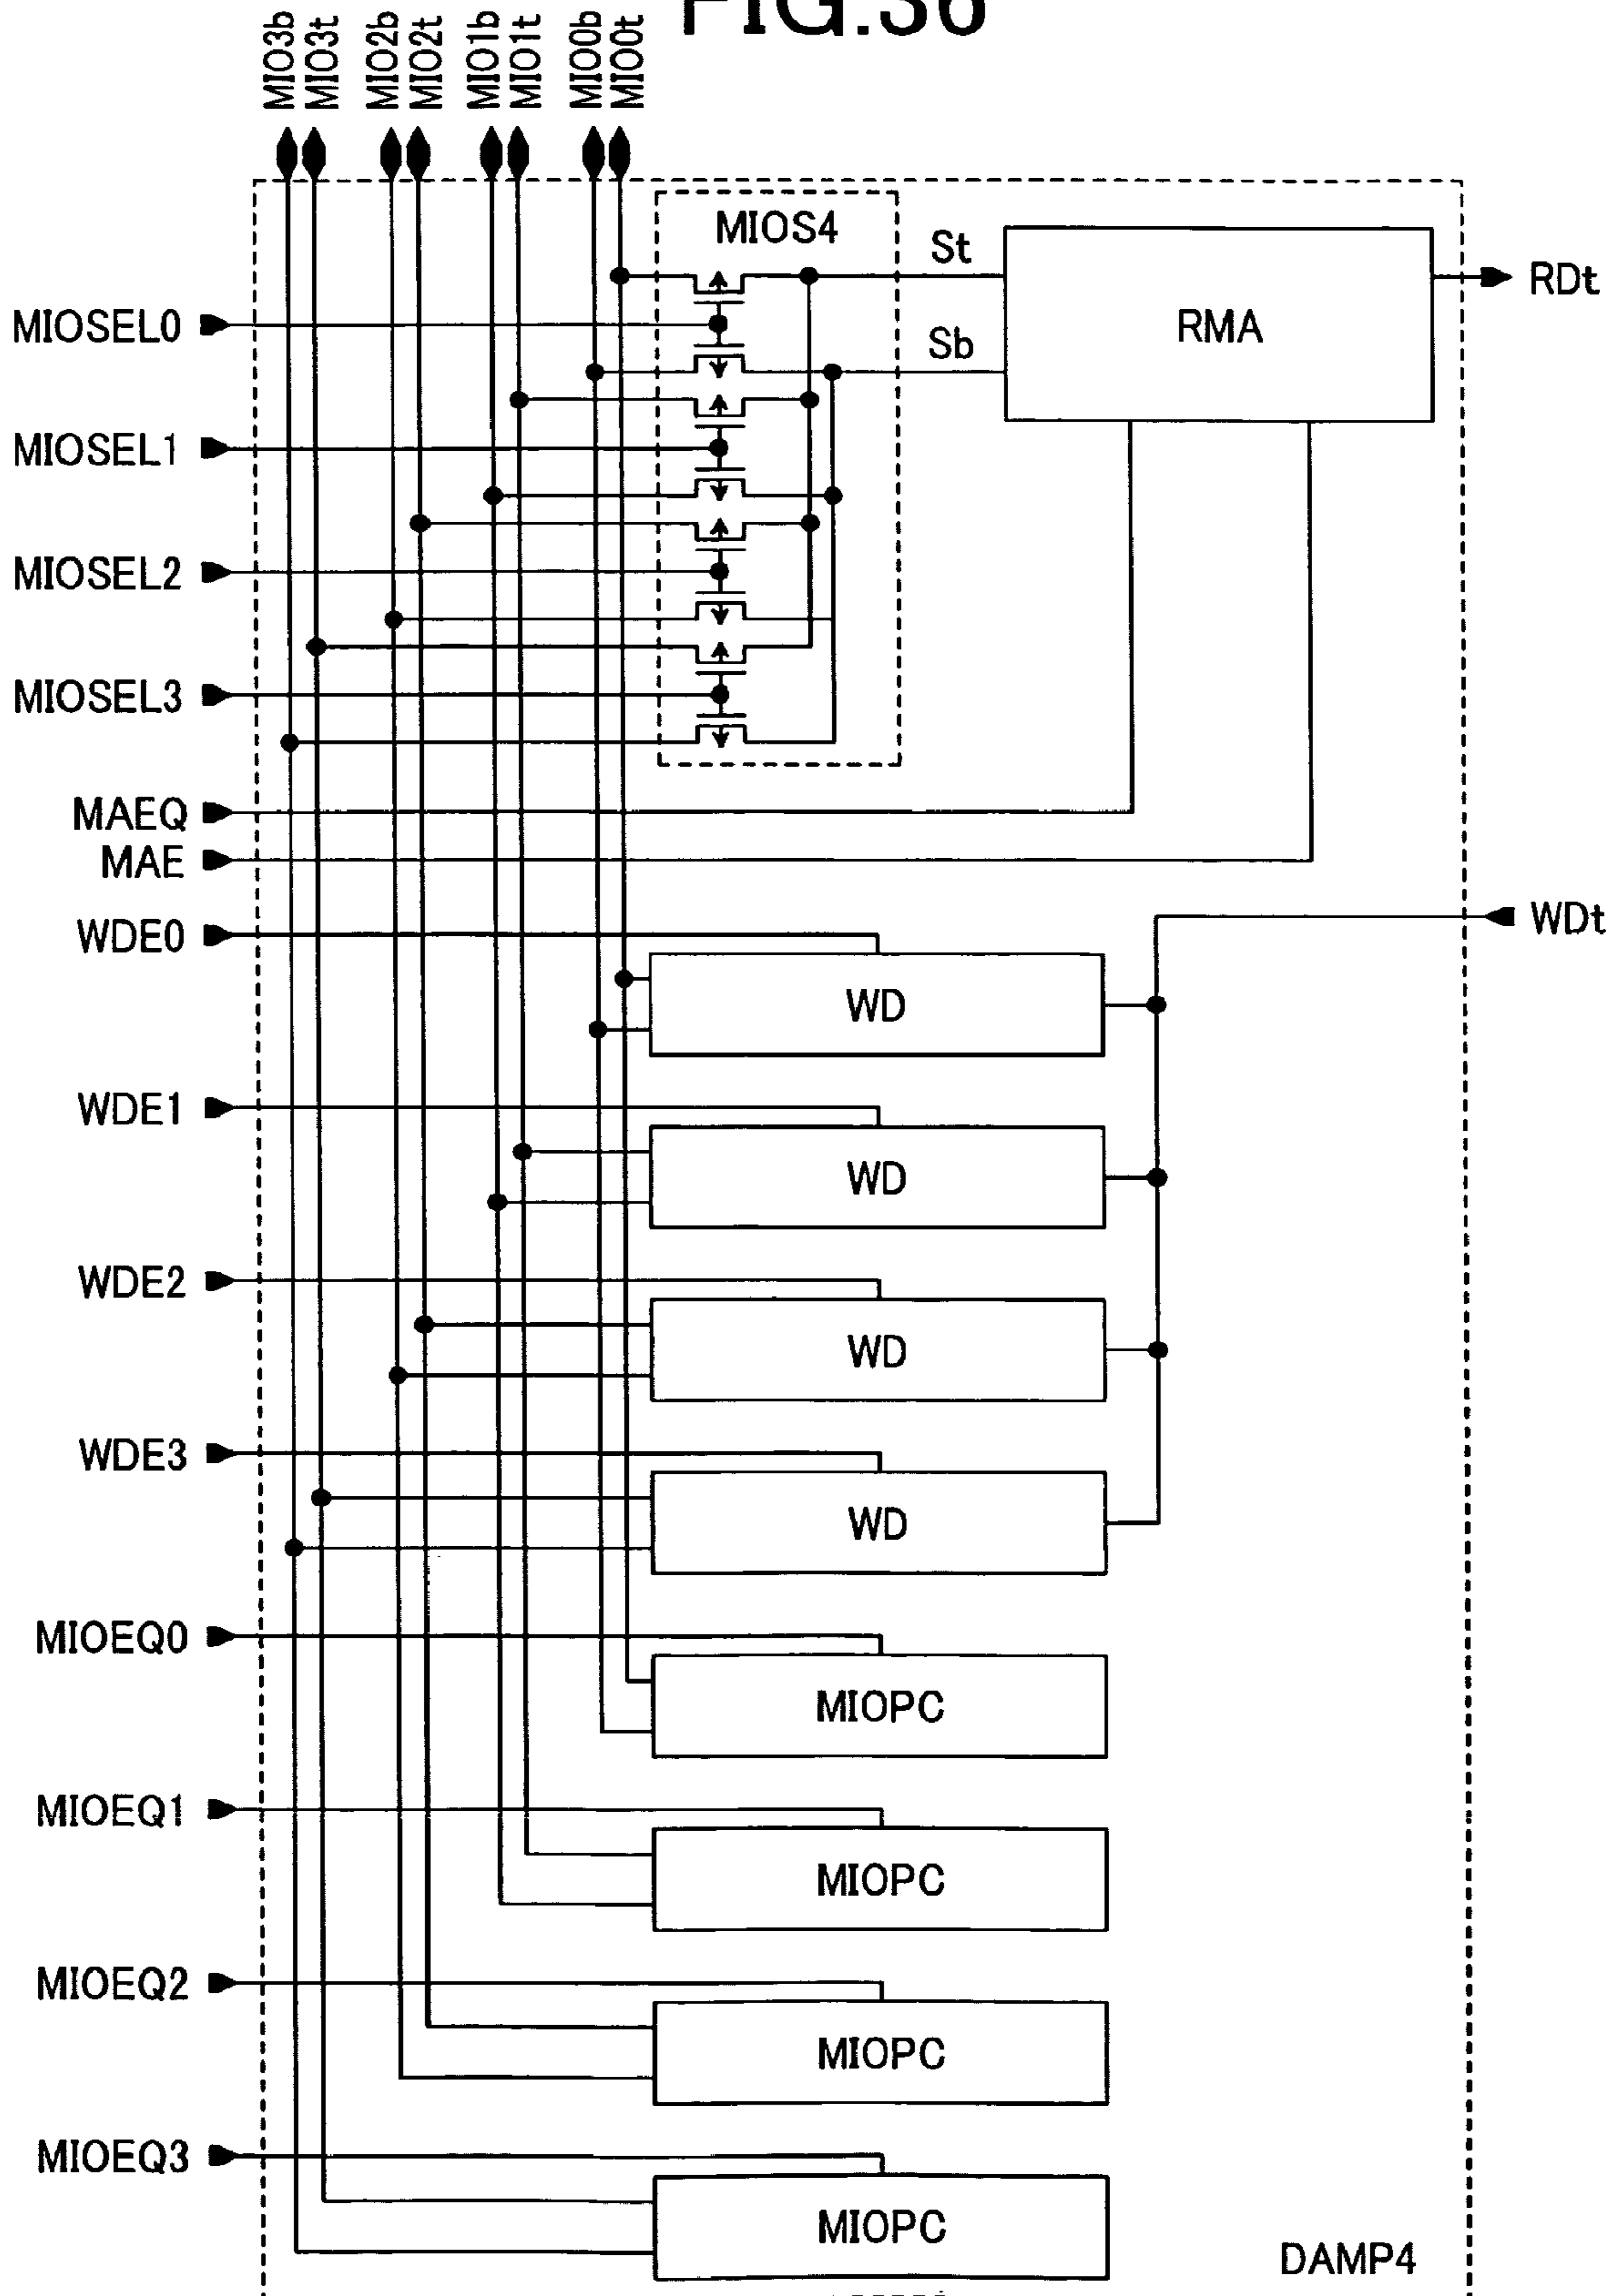 FIG.36
MIO3b
MIO3t
MIO2b
MIO2t
MIO1b
MIO1t
MIO0b
MIO0t
MIOS4
St
RDt
MIOSEL0
RMA
Sb
MIOSEL1
MIOSEL2
MIOSEL3
MAEQ
MAE
WDt
WDE0
WD
WDE1
WD
WDE2
WD
WDE3
WD
MIOEQ0
MIOPC
MIOEQ1
MIOPC
MIOEQ2
MIOPC
MIOEQ3
MIOPC
DAMP4